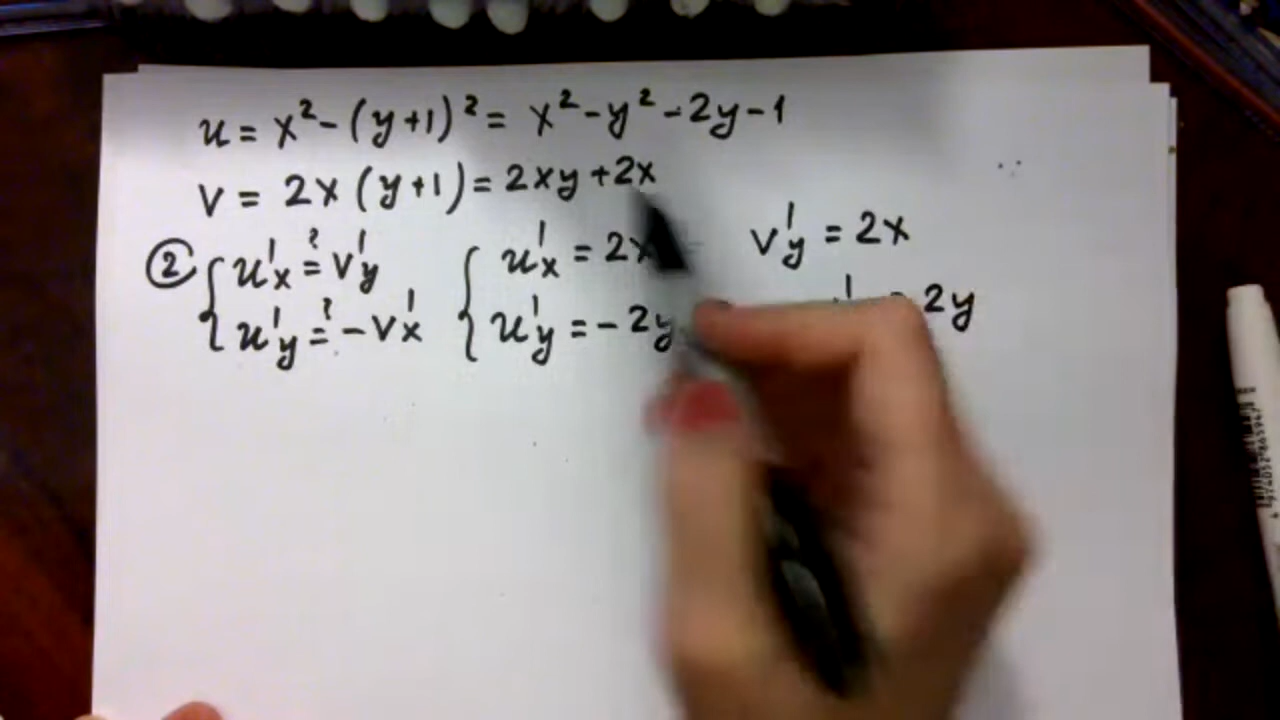 u = x² - (y+1)² = x² - y² - 2y - 1
v = 2x (y+1) = 2xy + 2x
② { u'x ?= v'y { u'x = 2x v'y = 2x
u'y ?= -v'x u'y = -2y = 2y